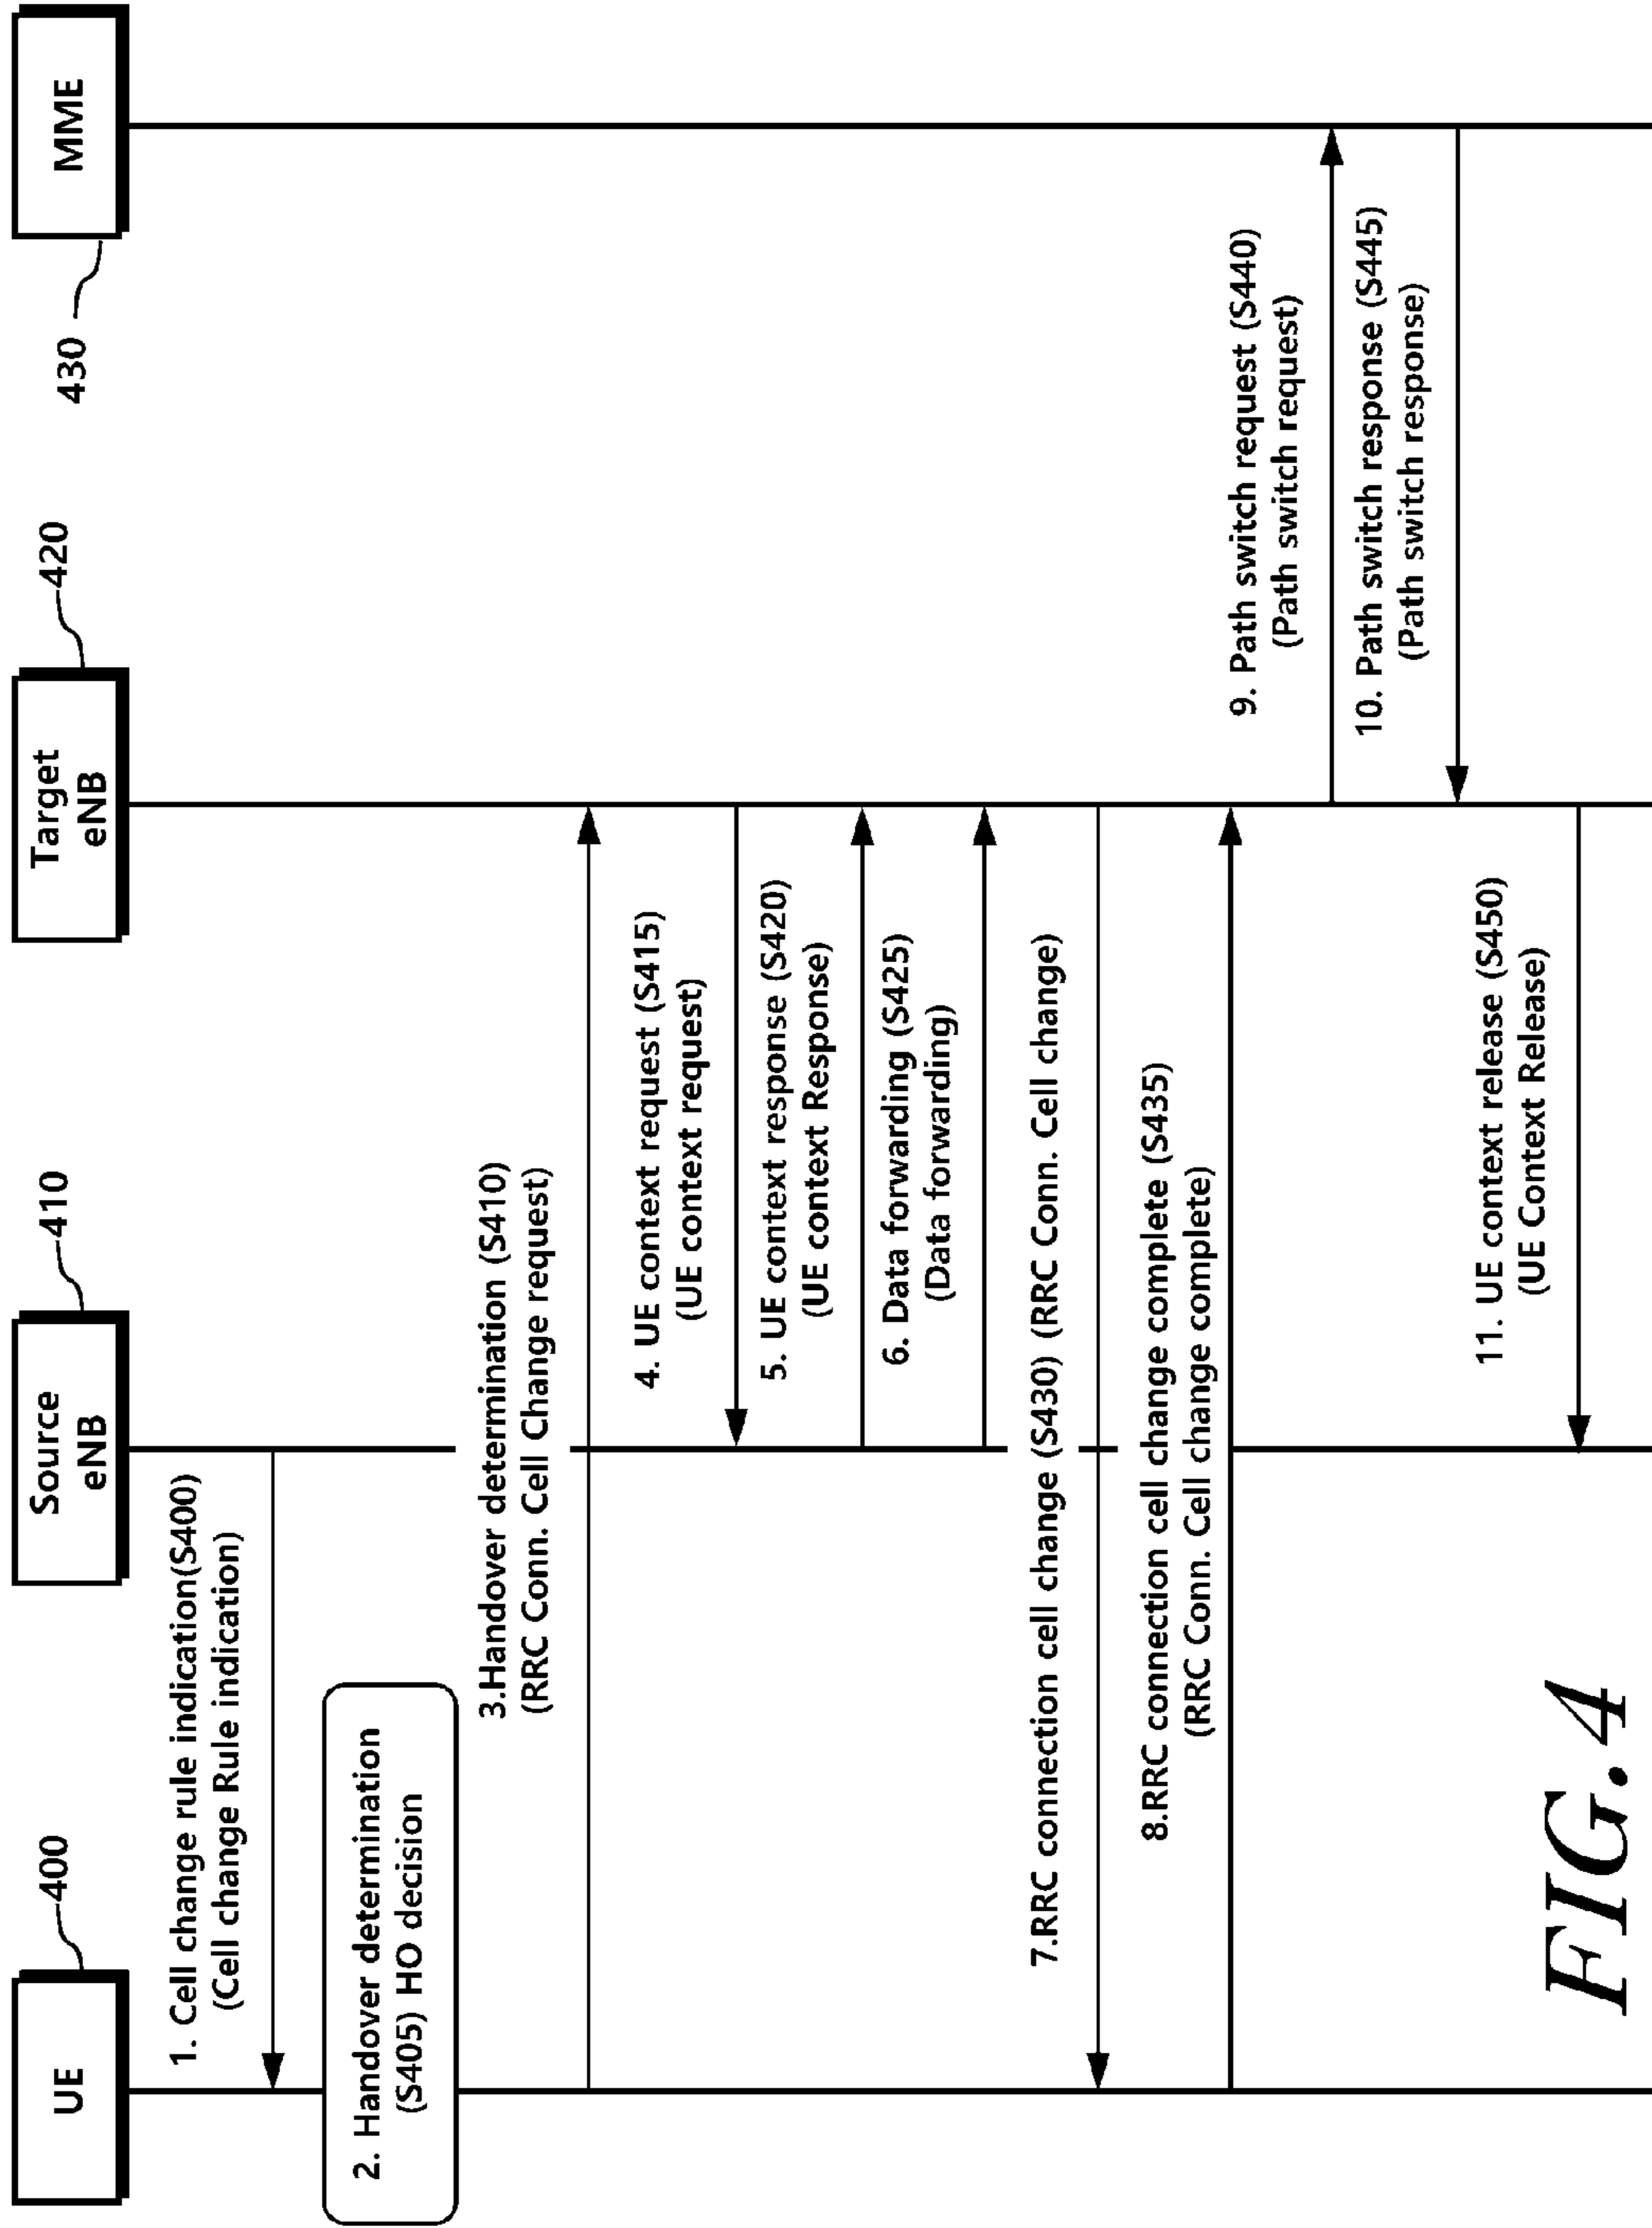 UE
400
Source
eNB
S410
Target
eNB
420
MME
430
1. Cell change rule indication(S400)
(Cell change Rule indication)
2. Handover determination
(S405) HO decision
3.Handover determination (S410)
(RRC Conn. Cell Change request)
4. UE context request (S415)
(UE context request)
5. UE context response (S420)
(UE context Response)
6. Data forwarding (S425)
(Data forwarding)
7.RRC connection cell change (S430) (RRC Conn. Cell change)
8.RRC connection cell change complete (S435)
(RRC Conn. Cell change complete)
9. Path switch request (S440)
(Path switch request)
10. Path switch response (S445)
(Path switch response)
11. UE context release (S450)
(UE Context Release)
FIG. 4